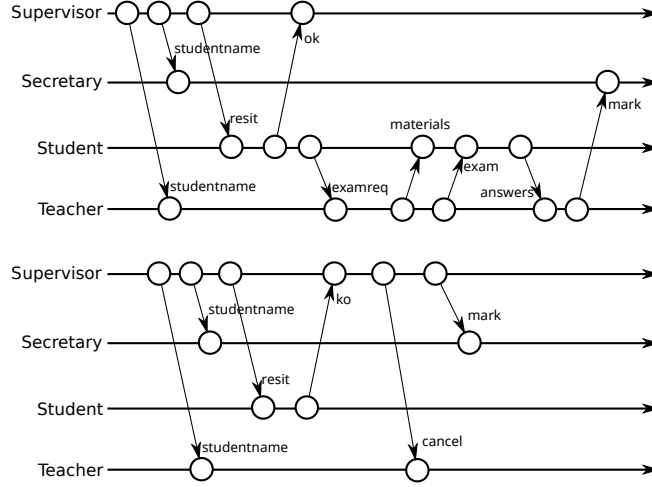 Supervisor
ok
studentname
Secretary
mark
resit
materials
Student
exam
studentname
examreq
answers
Teacher
Supervisor
ko
studentname
mark
Secretary
resit
Student
cancel
studentname
Teacher